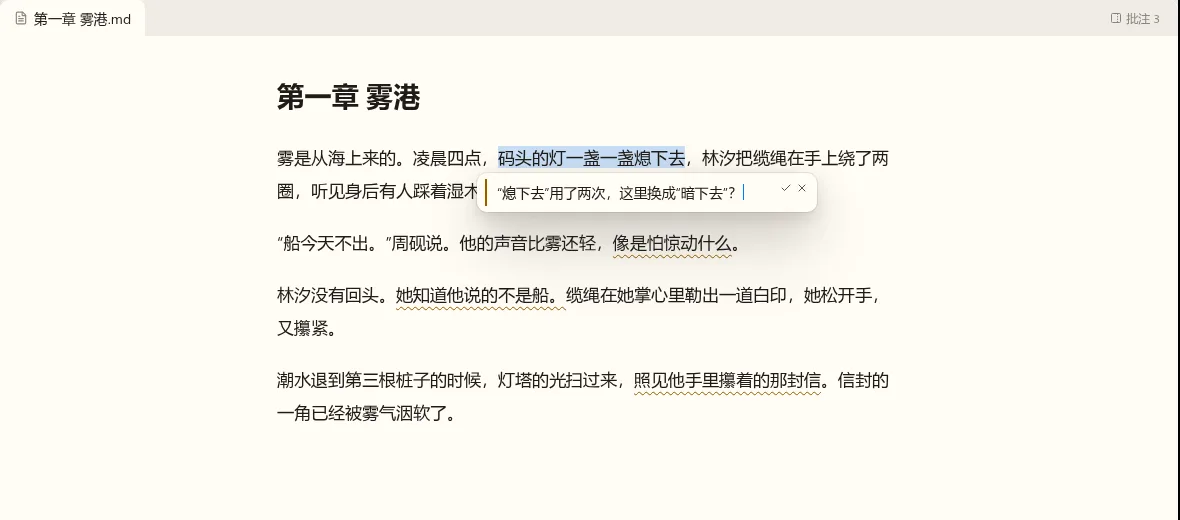 第一章 雾港.md
批注 3
第一章 雾港
雾是从海上来的。凌晨四点，码头的灯一盏一盏熄下去，林汐把缆绳在手上绕了两
圈，听见身后有人踩着湿木
“熄下去”用了两次，这里换成“暗下去”？
“船今天不出。”周砚说。他的声音比雾还轻，像是怕惊动什么。
林汐没有回头。她知道他说的不是船。缆绳在她掌心里勒出一道白印，她松开手，
又攥紧。
潮水退到第三根桩子的时候，灯塔的光扫过来，照见他手里攥着的那封信。信封的
一角已经被雾气洇软了。